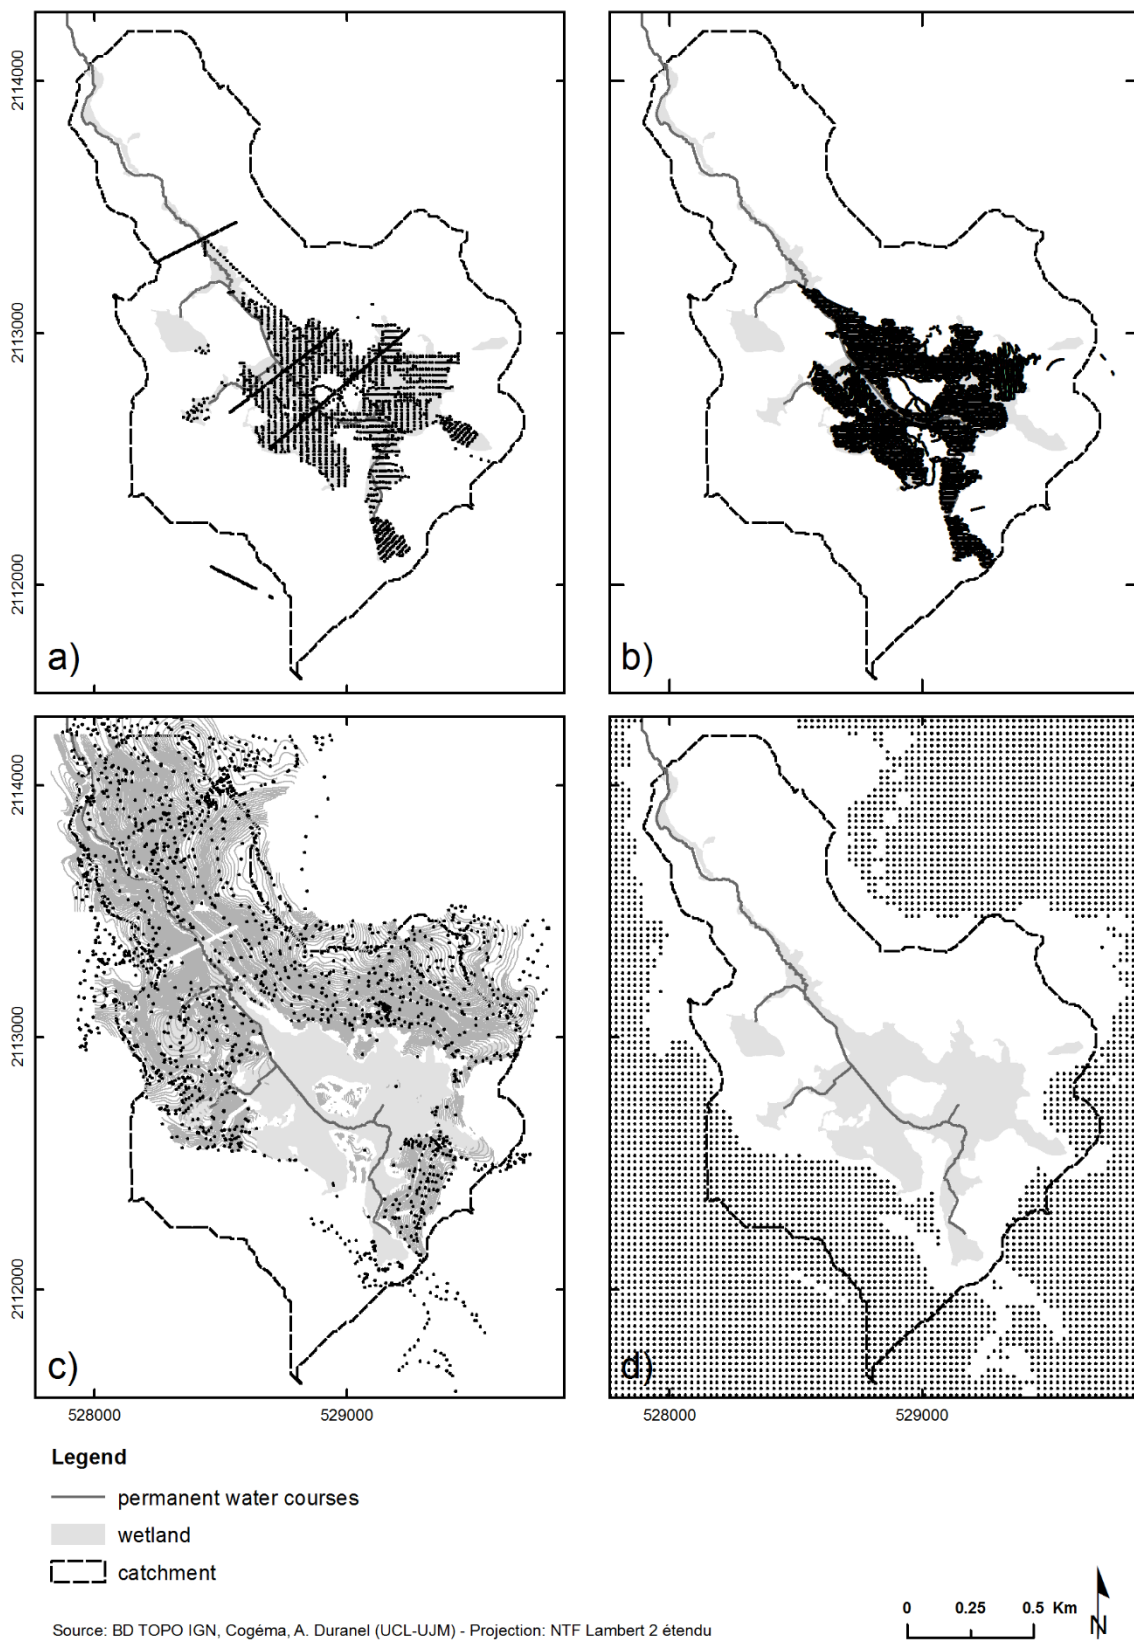 2114000
2113000
2112000
a)
b)
2114000
2113000
2112000
c)
d)
528000
529000
528000
529000
Legend
permanent water courses
wetland
catchment
0 0.25 0.5 Km
N
Source: BD TOPO IGN, Cogéma, A. Duranel (UCL-UJM) - Projection: NTF Lambert 2 étendu